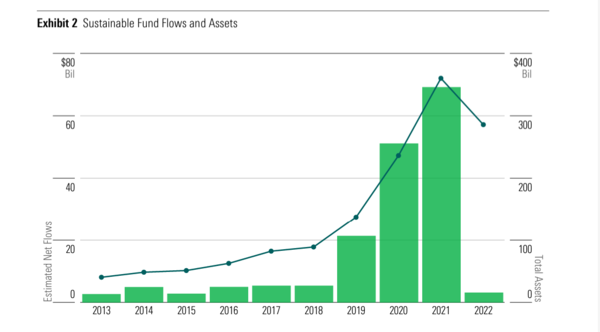 Exhibit 2 Sustainable Fund Flows and Assets
$80
Bil
60
40
20
0
Estimated Net Flows
$400
Bil
300
200
100
0
Total Assets
2013 2014 2015 2016 2017 2018 2019 2020 2021 2022